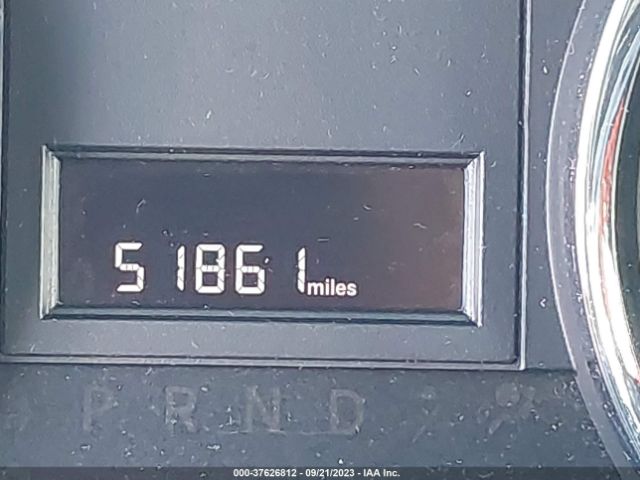 51861 miles
P R N D
000-37626812 - 09/21/2023 - IAA Inc.